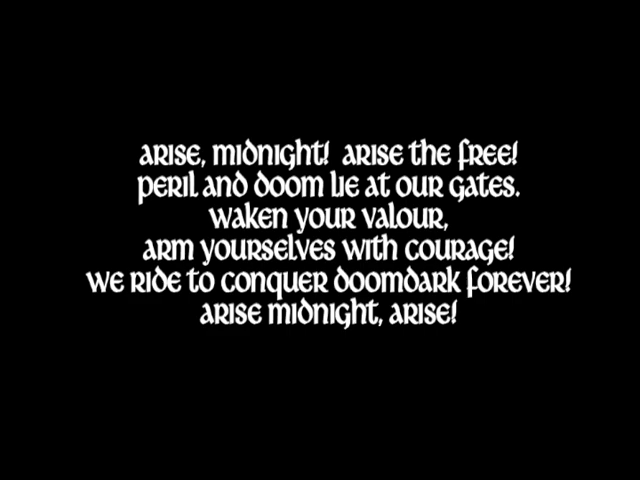 arise, midnight! arise the free!
peril and doom lie at our gates.
waken your valour,
arm yourselves with courage!
we ride to conquer doomdark forever!
arise midnight, arise!